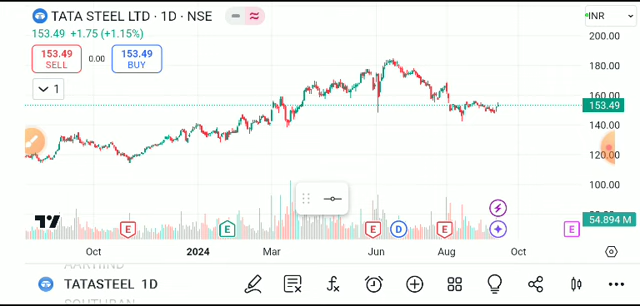 TATA STEEL LTD · 1D · NSE
INR
153.49 +1.75 (+1.15%)
153.49
SELL
0.00
153.49
BUY
1
200.00
180.00
160.00
153.49
140.00
120.00
100.00
54.894 M
E
E
E
D
E
E
Oct
2024
Mar
Jun
Aug
Oct
TATASTEEL 1D